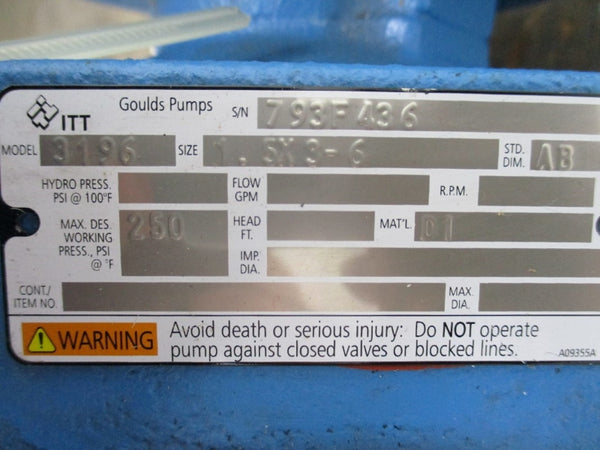 ITT Goulds Pumps S/N 793F436
MODEL 3196 SIZE 1.5X3-6 STD. DIM. AB
HYDRO PRESS. PSI @ 100°F FLOW GPM R.P.M.
MAX. DES. WORKING PRESS., PSI @ °F 250 HEAD FT. MAT'L. D1
IMP. DIA.
CONT./ ITEM NO. MAX. DIA.
WARNING Avoid death or serious injury: Do NOT operate
pump against closed valves or blocked lines. A09355A